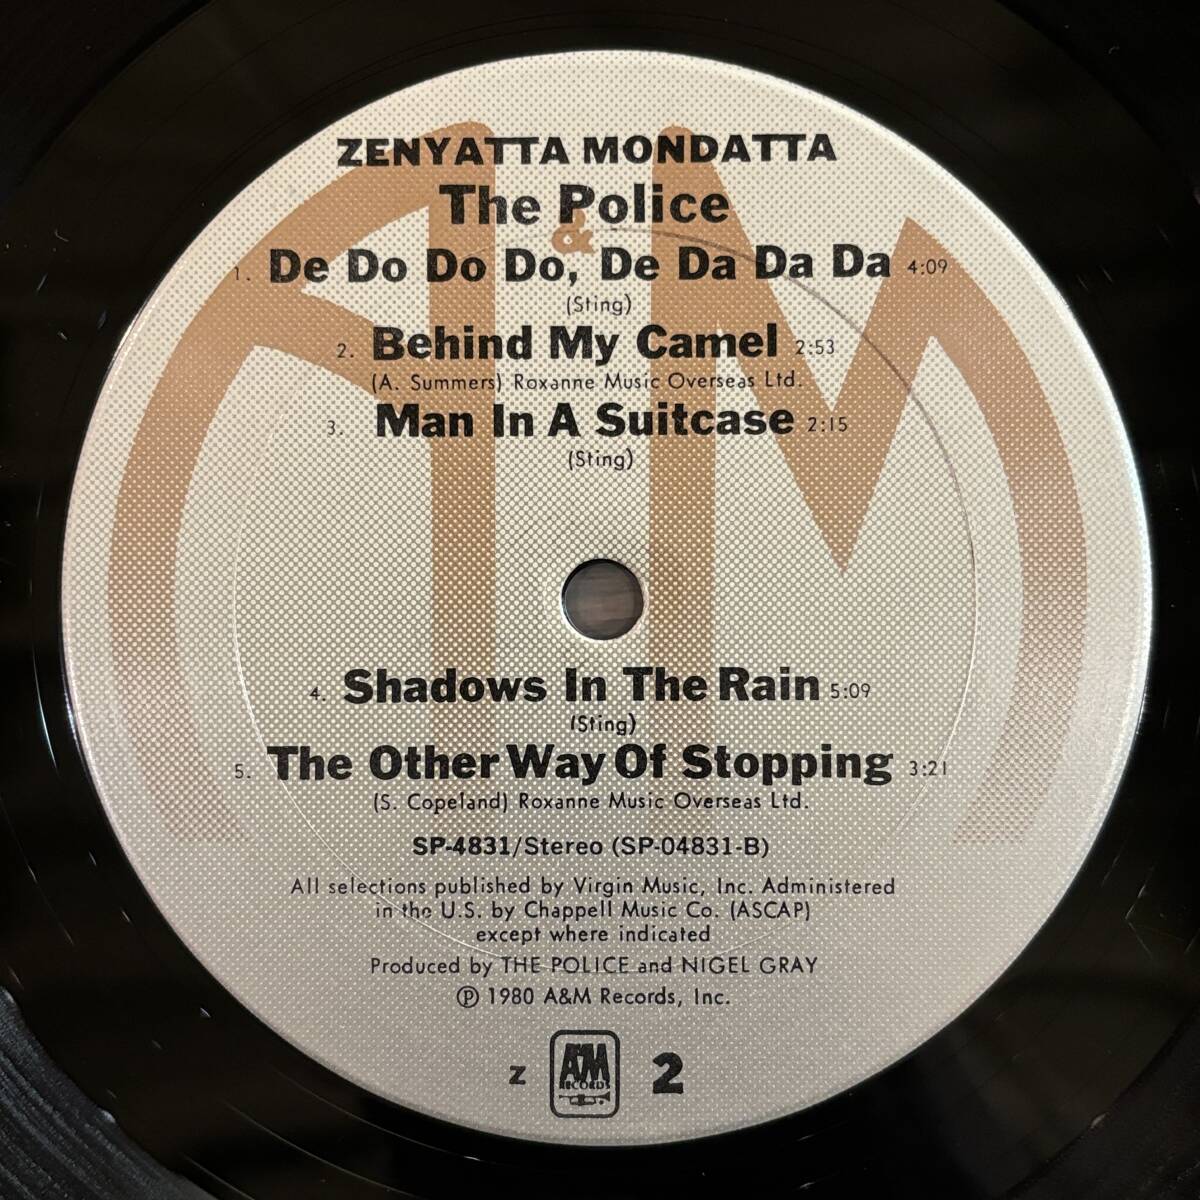 ZENYATTA MONDATTA
The Police
&
1. De Do Do Do, De Da Da Da 4:09
(Sting)
2. Behind My Camel 2:53
(A. Summers) Roxanne Music Overseas Ltd.
3. Man In A Suitcase 2:15
(Sting)
4. Shadows In The Rain 5:09
(Sting)
5. The Other Way Of Stopping 3:21
(S. Copeland) Roxanne Music Overseas Ltd.
SP-4831/Stereo (SP-04831-B)
All selections published by Virgin Music, Inc. Administered
in the U.S. by Chappell Music Co. (ASCAP)
except where indicated
Produced by THE POLICE and NIGEL GRAY
℗ 1980 A&M Records, Inc.
Z A&M RECORDS 2